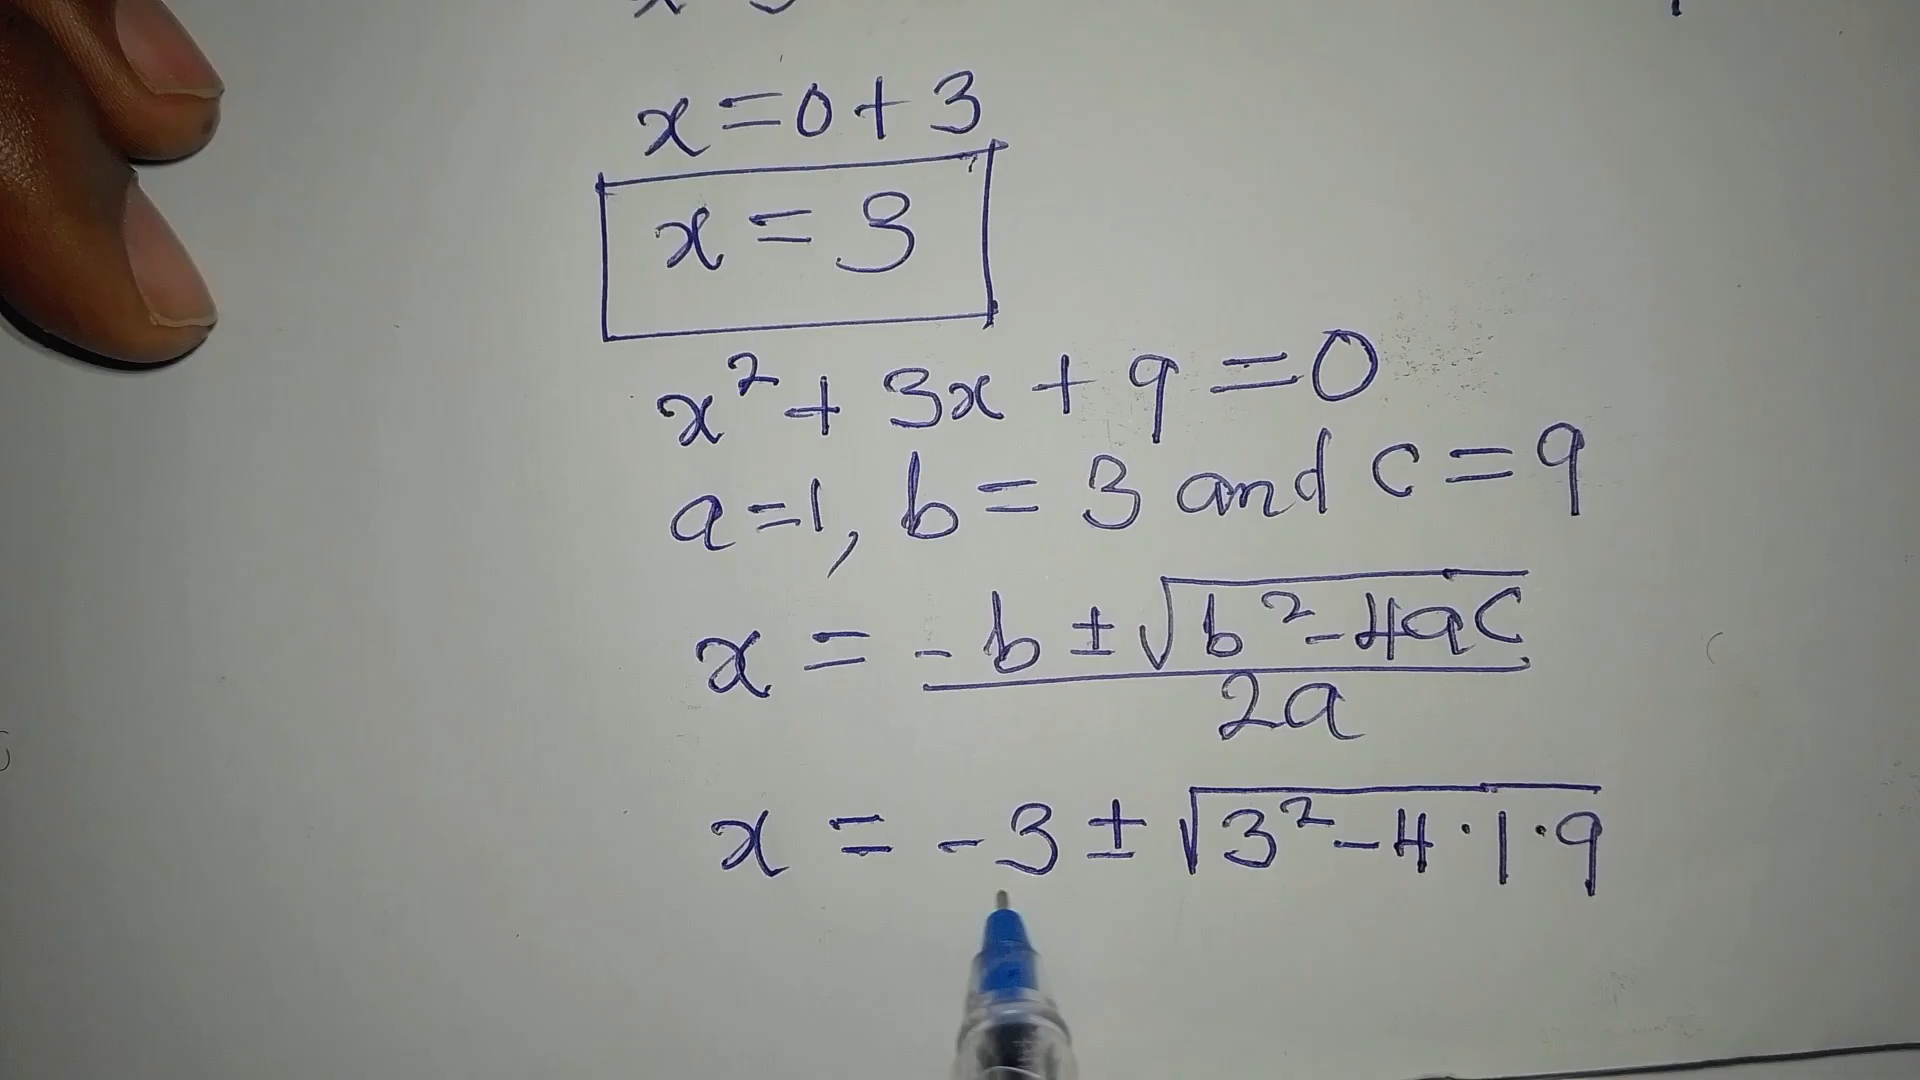 x = 0 + 3
x = 3
x² + 3x + 9 = 0
a=1, b = 3 and c = 9
x = -b ± √b² - 4ac
2a
x = -3 ± √3² - 4 · 1 · 9